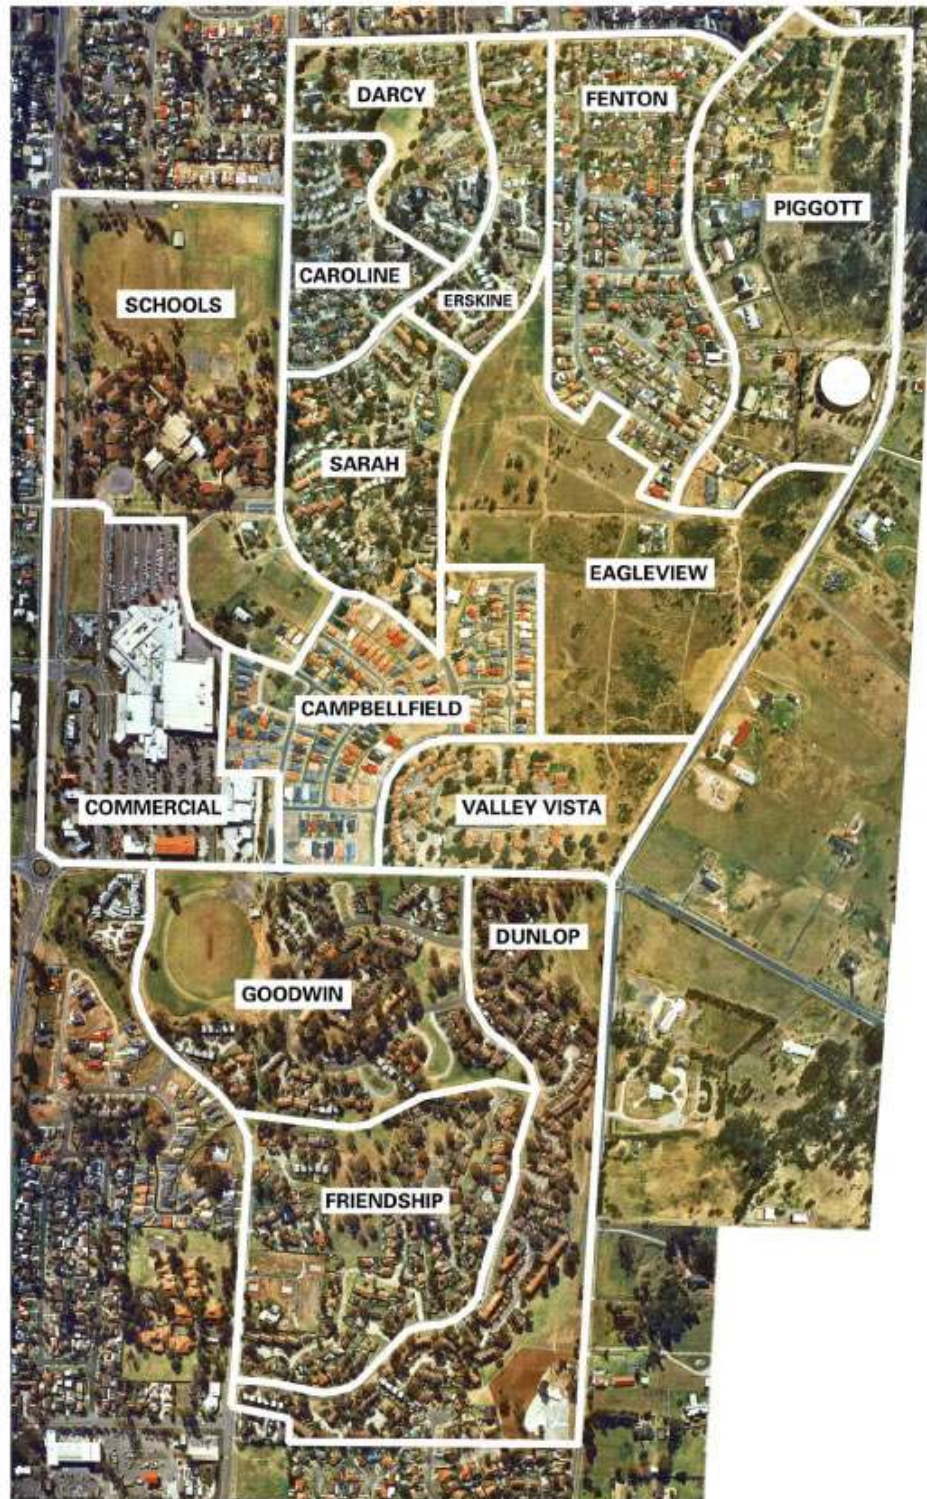 DARCY
FENTON
PIGGOTT
CAROLINE
ERSKINE
SCHOOLS
SARAH
EAGLEVIEW
CAMPBELLFIELD
COMMERCIAL
VALLEY VISTA
DUNLOP
GOODWIN
FRIENDSHIP